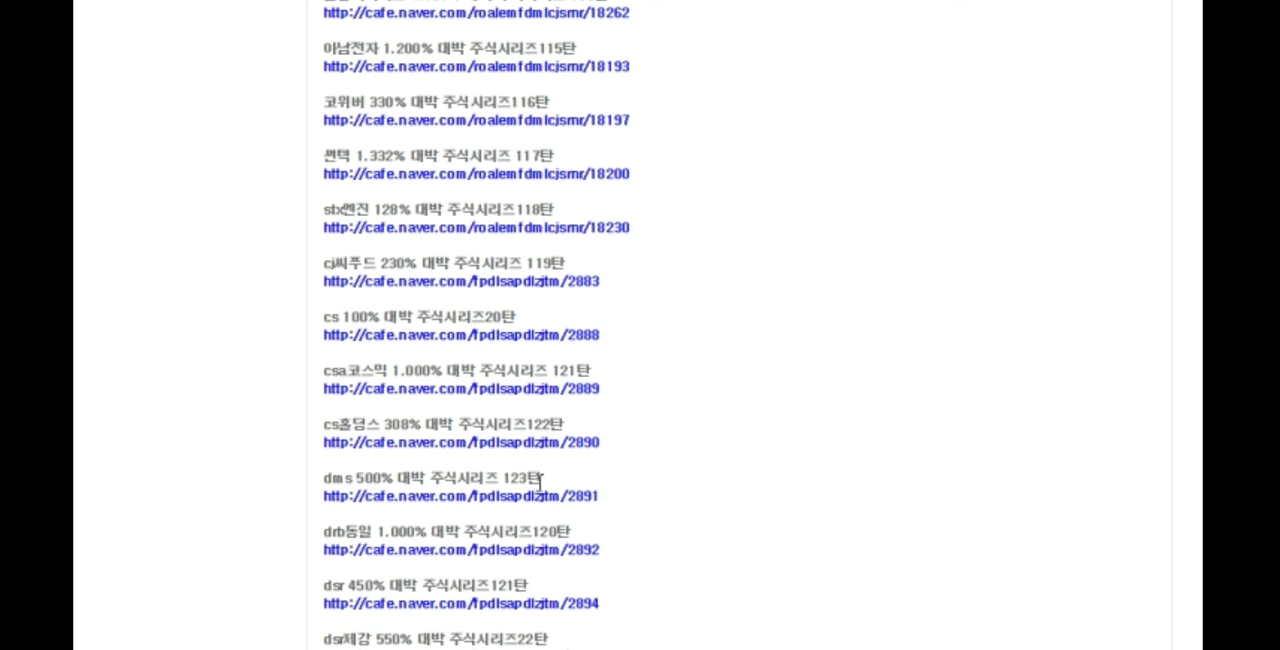 http://cafe.naver.com/roalemfdmlcjsrnr/18262
아남전자 1.200% 대박 주식시리즈115탄
http://cafe.naver.com/roalemfdmlcjsrnr/18193
코위버 330% 대박 주식시리즈116탄
http://cafe.naver.com/roalemfdmlcjsrnr/18197
쎈텍 1.332% 대박 주식시리즈 117탄
http://cafe.naver.com/roalemfdmlcjsrnr/18200
stx엔진 128% 대박 주식시리즈118탄
http://cafe.naver.com/roalemfdmlcjsrnr/18230
cj씨푸드 230% 대박 주식시리즈 119탄
http://cafe.naver.com/fpdlsapdlzjtm/2883
cs 100% 대박 주식시리즈20탄
http://cafe.naver.com/fpdlsapdlzjtm/2888
csa코스믹 1.000% 대박 주식시리즈 121탄
http://cafe.naver.com/fpdlsapdlzjtm/2889
cs홀딩스 308% 대박 주식시리즈122탄
http://cafe.naver.com/fpdlsapdlzjtm/2890
dms 500% 대박 주식시리즈 123탄
http://cafe.naver.com/fpdlsapdlzjtm/2891
drb동일 1.000% 대박 주식시리즈120탄
http://cafe.naver.com/fpdlsapdlzjtm/2892
dsr 450% 대박 주식시리즈121탄
http://cafe.naver.com/fpdlsapdlzjtm/2894
dsr제강 550% 대박 주식시리즈22탄